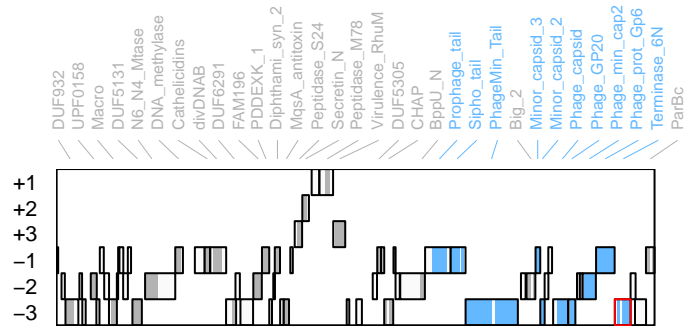 DUF932
UPF0158
Macro
DUF5131
N6_N4_Mtase
DNA_methylase
Cathelicidins
divDNAB
DUF6291
FAM196
PDDEXK_1
Diphthami_syn_2
MqsA_antitoxin
Peptidase_S24
Secretin_N
Peptidase_M78
Virulence_RhuM
DUF5305
CHAP
BppU_N
Prophage_tail
Sipho_tail
PhageMin_Tail
Big_2
Minor_capsid_3
Minor_capsid_2
Phage_capsid
Phage_GP20
Phage_min_cap2
Phage_prot_Gp6
Terminase_6N
ParBc
+1
+2
+3
−1
−2
−3